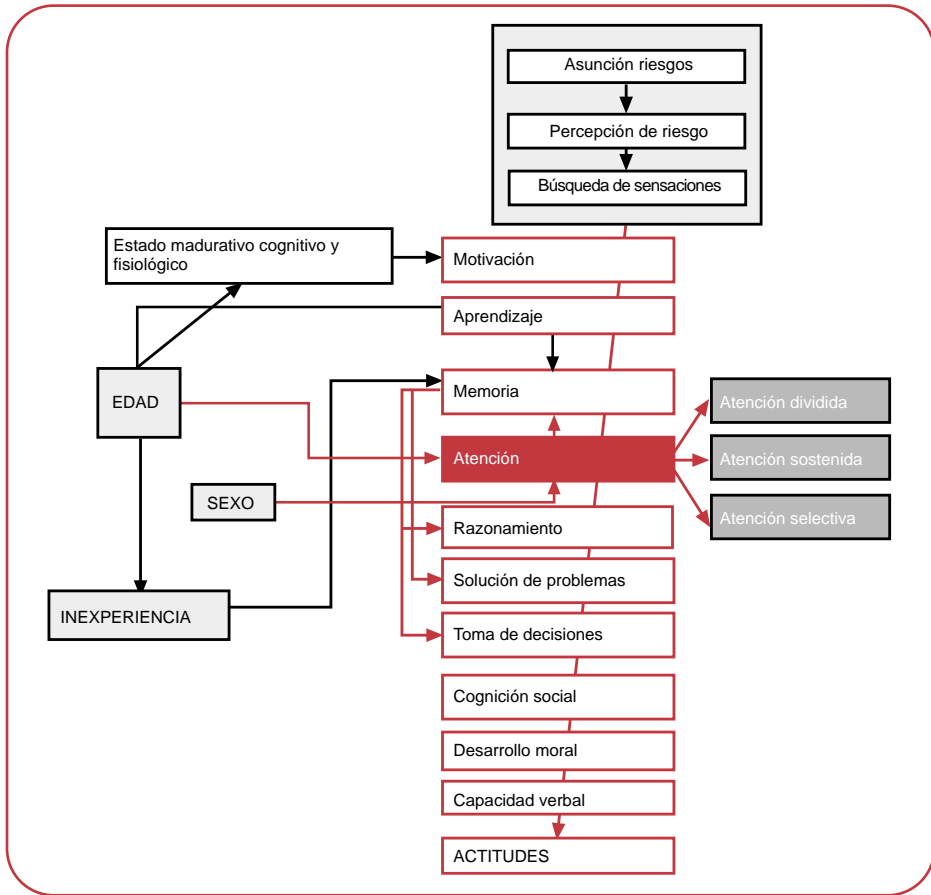 Asunción riesgos
Percepción de riesgo
Búsqueda de sensaciones
Estado madurativo cognitivo y
fisiológico
Motivación
Aprendizaje
EDAD
Memoria
Atención dividida
Atención
Atención sostenida
SEXO
Atención selectiva
Razonamiento
Solución de problemas
INEXPERIENCIA
Toma de decisiones
Cognición social
Desarrollo moral
Capacidad verbal
ACTITUDES